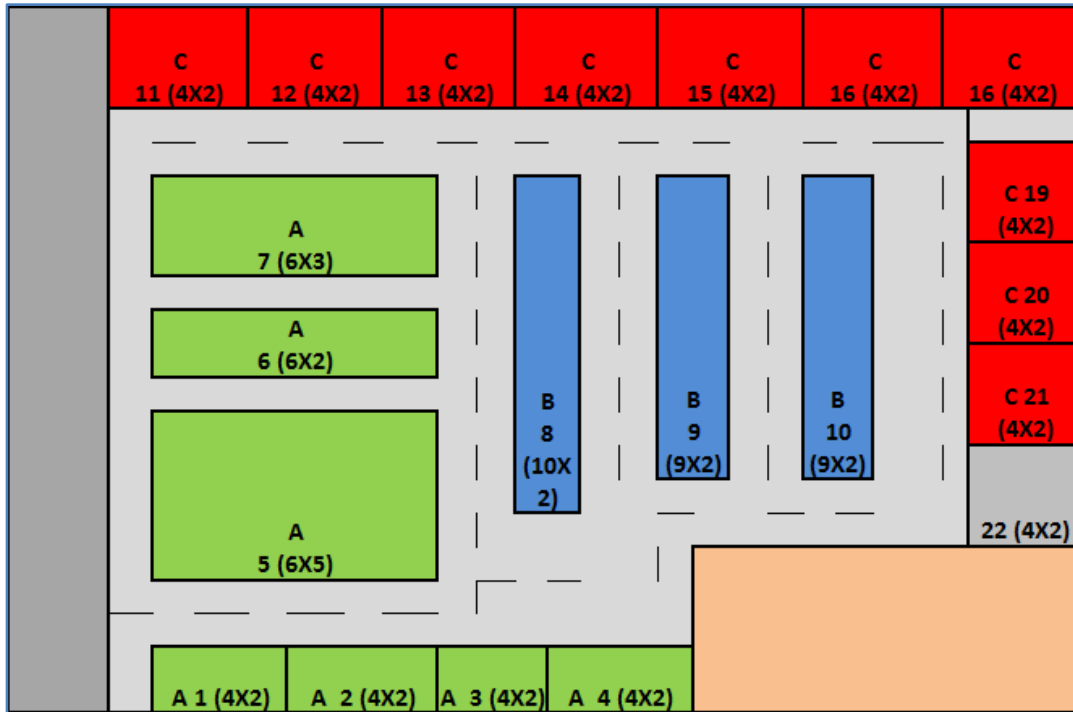 C
11 (4X2)
C
12 (4X2)
C
13 (4X2)
C
14 (4X2)
C
15 (4X2)
C
16 (4X2)
C
16 (4X2)
C 19
(4X2)
C 20
(4X2)
C 21
(4X2)
22 (4X2)
A
7 (6X3)
A
6 (6X2)
A
5 (6X5)
B
8
(10X
2)
B
9
(9X2)
B
10
(9X2)
A 1 (4X2)
A 2 (4X2)
A 3 (4X2)
A 4 (4X2)